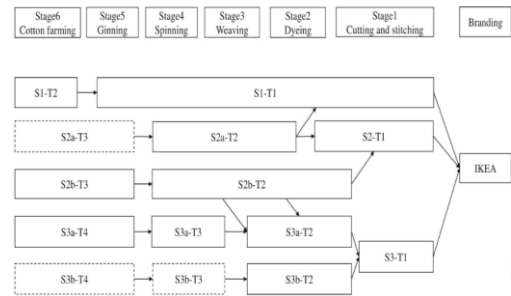 Stage6
Cotton farming
Stage5
Ginning
Stage4
Spinning
Stage3
Weaving
Stage2
Dyeing
Stage1
Cutting and stitching
Branding
S1-T2
S1-T1
S2a-T3
S2a-T2
S2-T1
IKEA
S2b-T3
S2b-T2
S3a-T4
S3a-T3
S3a-T2
S3-T1
S3b-T4
S3b-T3
S3b-T2